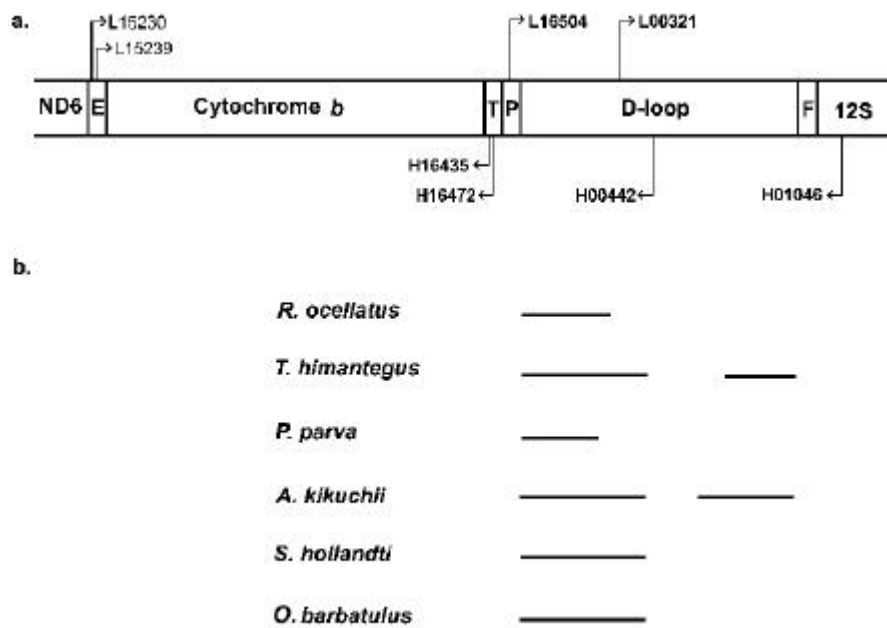 a.
L15230
L15239
L16504
L00321
ND6 E Cytochrome b T P D-loop F 12S
H16435
H16472
H00442
H01046
b.
R. ocellatus
T. himantegus
P. parva
A. kikuchii
S. hollandti
O. barbatulus